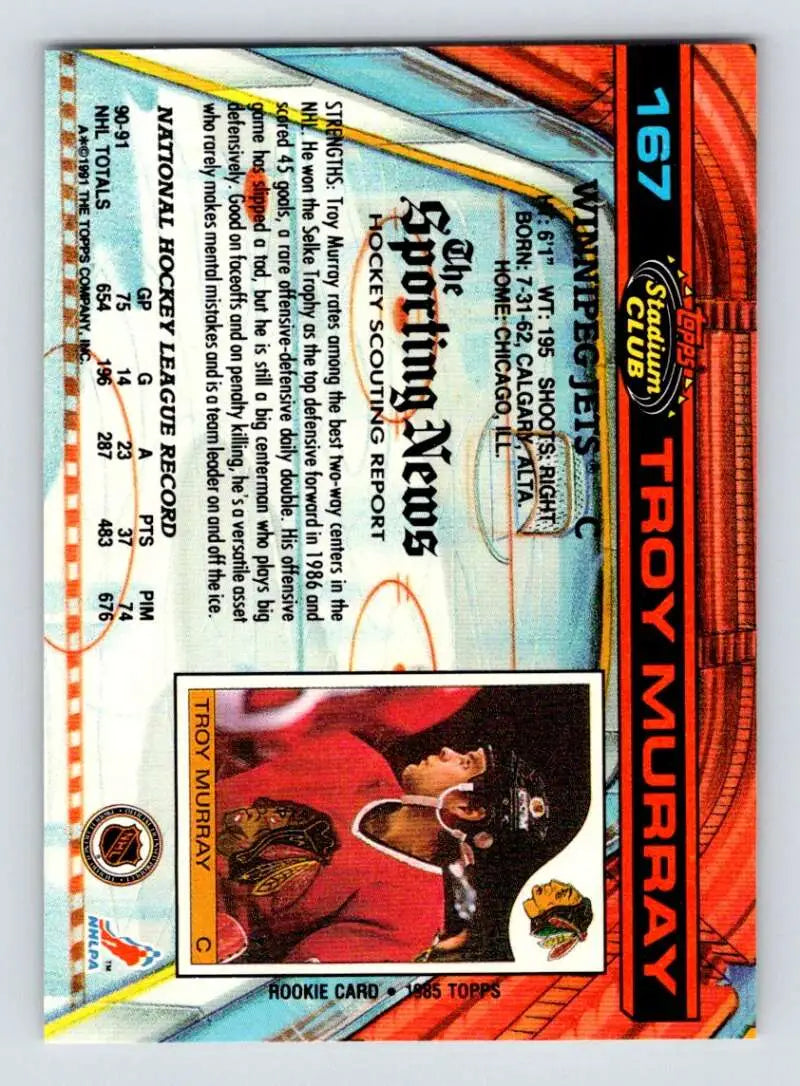 167
topps
Stadium
CLUB
TROY MURRAY
WINNIPEG JETS® C
HT: 6'1" WT: 195 SHOOTS: RIGHT
BORN: 7-31-62, CALGARY, ALTA.
HOME: CHICAGO, ILL.
The
Sporting News
HOCKEY SCOUTING REPORT
STRENGTHS: Troy Murray rates among the best two-way centers in the
NHL. He won the Selke Trophy as the top defensive forward in 1986 and
scored 45 goals, a rare offensive-defensive daily double. His offensive
game has slipped a tad, but he is still a big centerman who plays big
defensively. Good on faceoffs and on penalty killing, he's a versatile asset
who rarely makes mental mistakes and is a team leader on and off the ice.
NATIONAL HOCKEY LEAGUE RECORD
GP G A PTS PIM
90-91 75 14 23 37 74
NHL TOTALS 654 196 287 483 676
A*©1991 THE TOPPS COMPANY, INC.
TROY MURRAY C
ROOKIE CARD • 1985 TOPPS
NHL
NHLPA
TM